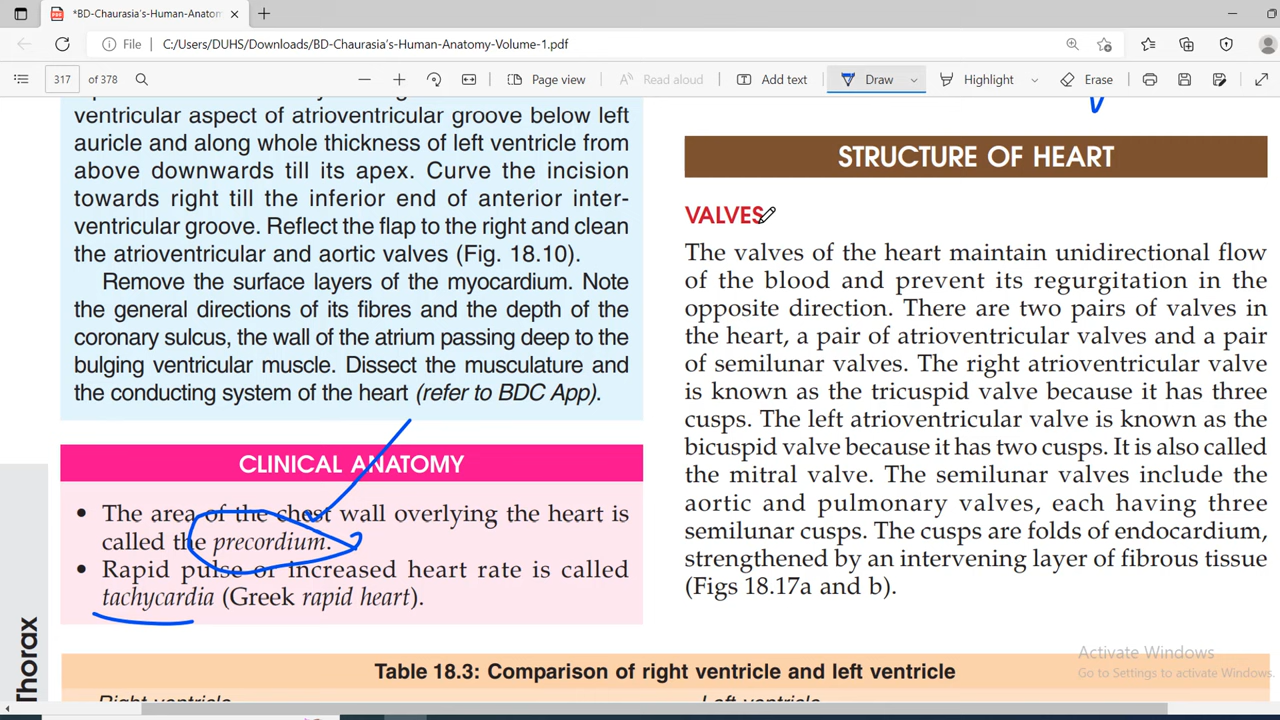 *BD-Chaurasia's-Human-Anatom
File
C:/Users/DUHS/Downloads/BD-Chaurasia's-Human-Anatomy-Volume-1.pdf
317 of 378
Page view
Read aloud
Add text
Draw
Highlight
Erase
ventricular aspect of atrioventricular groove below left
auricle and along whole thickness of left ventricle from
above downwards till its apex. Curve the incision
towards right till the inferior end of anterior inter-
ventricular groove. Reflect the flap to the right and clean
the atrioventricular and aortic valves (Fig. 18.10).
Remove the surface layers of the myocardium. Note
the general directions of its fibres and the depth of the
coronary sulcus, the wall of the atrium passing deep to the
bulging ventricular muscle. Dissect the musculature and
the conducting system of the heart (refer to BDC App).
CLINICAL ANATOMY
• The area of the chest wall overlying the heart is
called the precordium.
• Rapid pulse or increased heart rate is called
tachycardia (Greek rapid heart).
Thorax
STRUCTURE OF HEART
VALVES
The valves of the heart maintain unidirectional flow
of the blood and prevent its regurgitation in the
opposite direction. There are two pairs of valves in
the heart, a pair of atrioventricular valves and a pair
of semilunar valves. The right atrioventricular valve
is known as the tricuspid valve because it has three
cusps. The left atrioventricular valve is known as the
bicuspid valve because it has two cusps. It is also called
the mitral valve. The semilunar valves include the
aortic and pulmonary valves, each having three
semilunar cusps. The cusps are folds of endocardium,
strengthened by an intervening layer of fibrous tissue
(Figs 18.17a and b).
Activate Windows
Go to Settings to activate Windows.
Table 18.3: Comparison of right ventricle and left ventricle
Right ventricle
Left ventricle